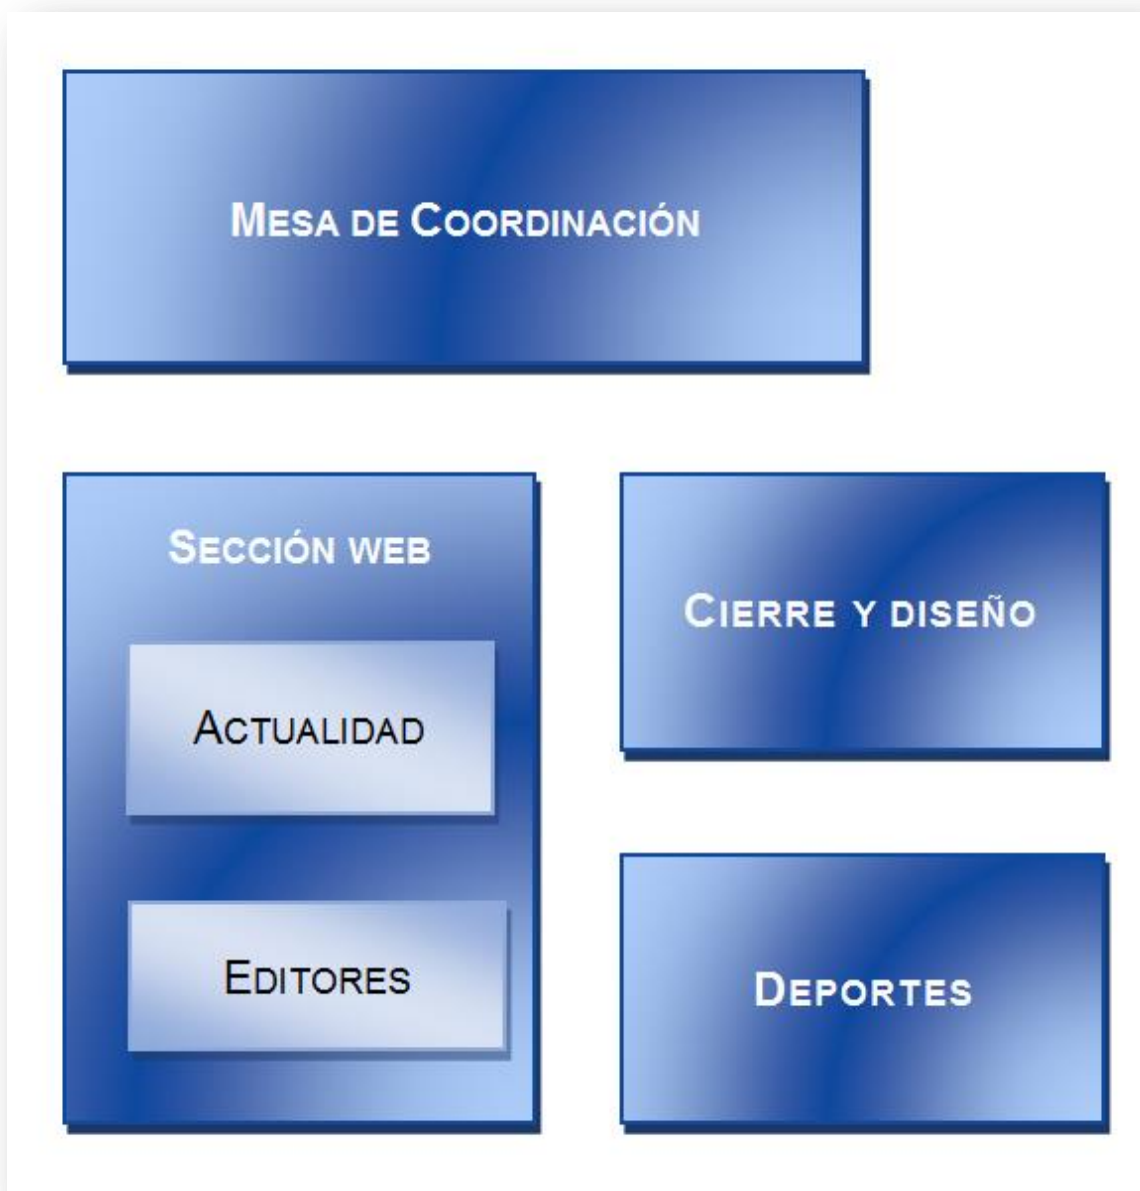 Mesa de Coordinación
Sección web
Actualidad
Editores
Cierre y diseño
Deportes